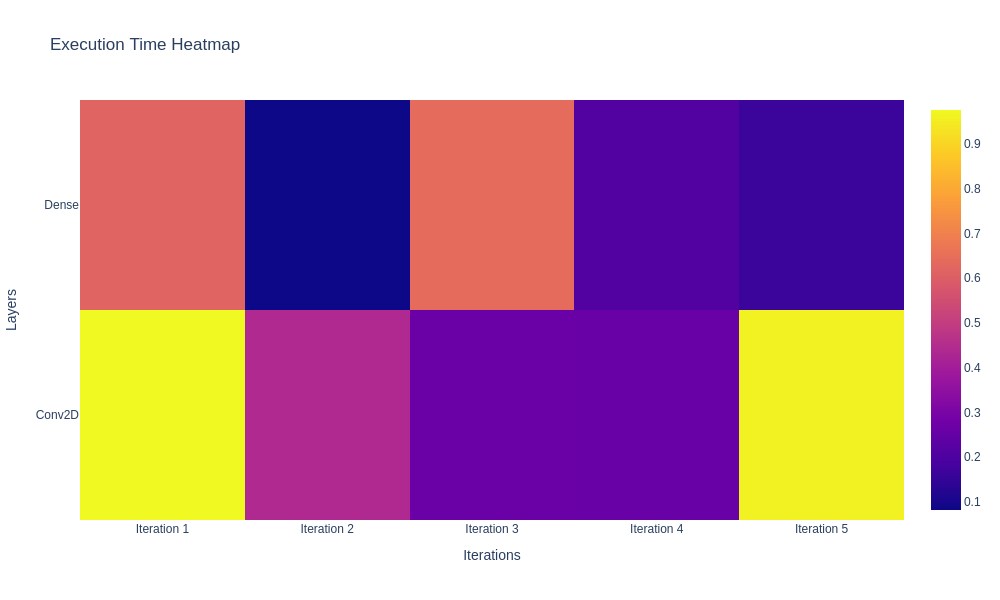 Execution Time Heatmap
Layers
Dense
Conv2D
Iteration 1
Iteration 2
Iteration 3
Iteration 4
Iteration 5
Iterations
0.9
0.8
0.7
0.6
0.5
0.4
0.3
0.2
0.1